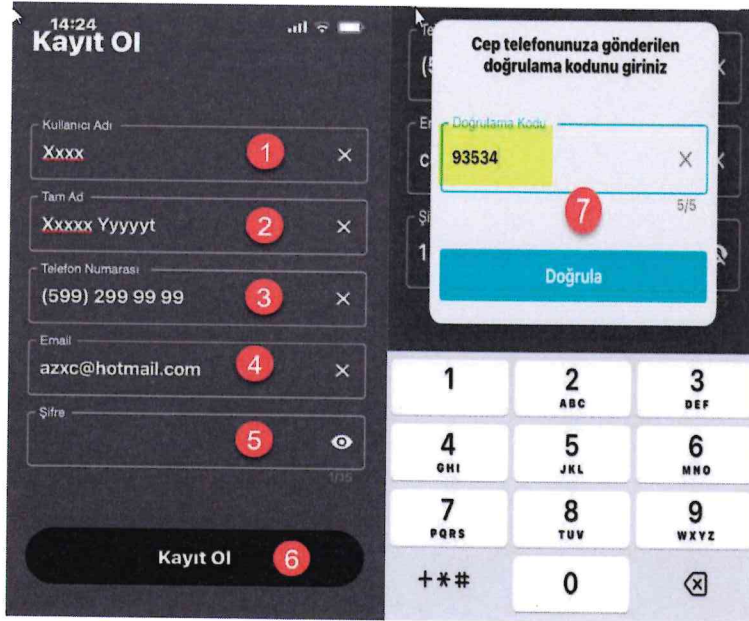 14:24
Kayıt Ol
Kullanıcı Adı
Xxxx
1
Tam Ad
Xxxxx Yyyyyt
2
Telefon Numarası
(599) 299 99 99
3
Email
azxc@hotmail.com
4
Şifre
5
1/35
Kayıt Ol
6
Cep telefonunuza gönderilen
doğrulama kodunu giriniz
Doğrulama Kodu
93534
7
5/5
Doğrula
1
2
ABC
3
DEF
4
GHI
5
JKL
6
MNO
7
PQRS
8
TUV
9
WXYZ
+*#
0